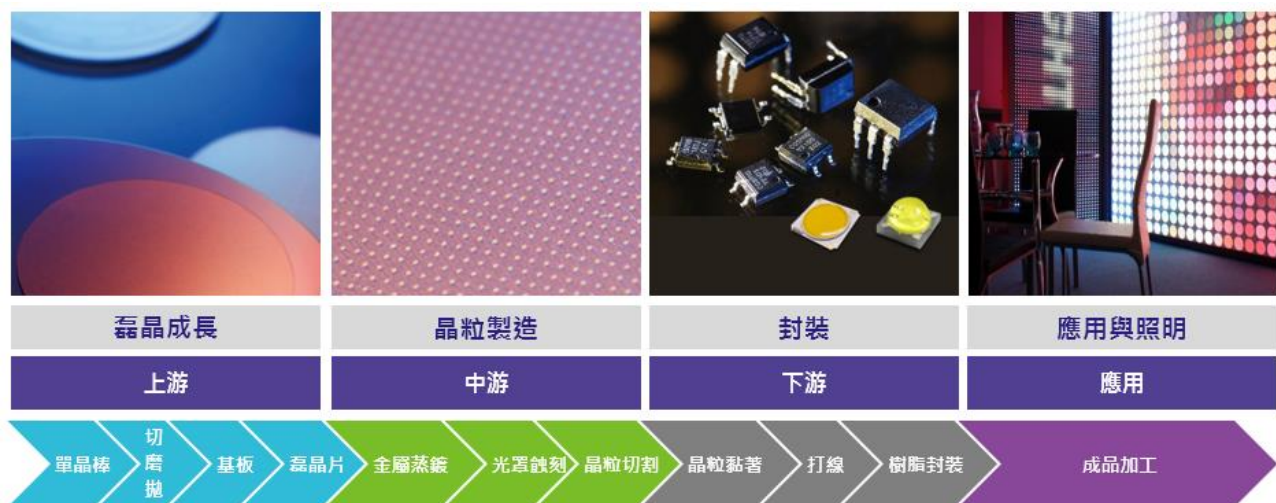 磊晶成長
晶粒製造
封裝
應用與照明
上游
中游
下游
應用
單晶棒
切
磨
拋
基板
磊晶片
金屬蒸鍍
光罩蝕刻
晶粒切割
晶粒黏著
打線
樹脂封裝
成品加工